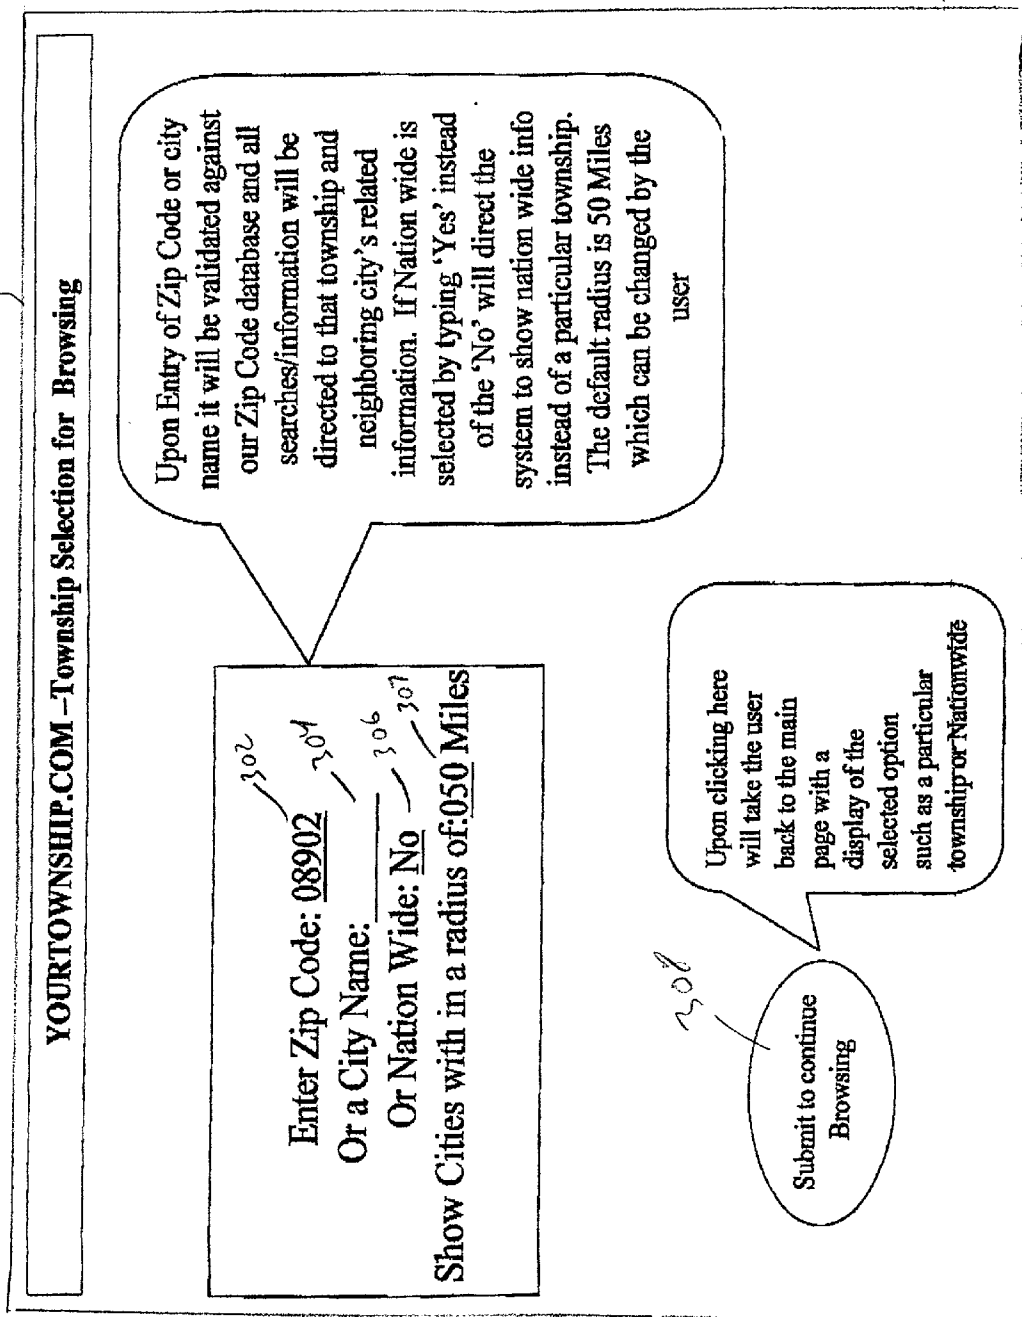 YOURTOWNSHIP.COM –Township Selection for Browsing
Enter Zip Code: 08902
302
Or a City Name:
304
Or Nation Wide: No
306
Show Cities with in a radius of:050 Miles
307
Upon Entry of Zip Code or city
name it will be validated against
our Zip Code database and all
searches/information will be
directed to that township and
neighboring city's related
information. If Nation wide is
selected by typing 'Yes' instead
of the 'No' will direct the
system to show nation wide info
instead of a particular township.
The default radius is 50 Miles
which can be changed by the
user
308
Submit to continue
Browsing
Upon clicking here
will take the user
back to the main
page with a
display of the
selected option
such as a particular
township or Nationwide